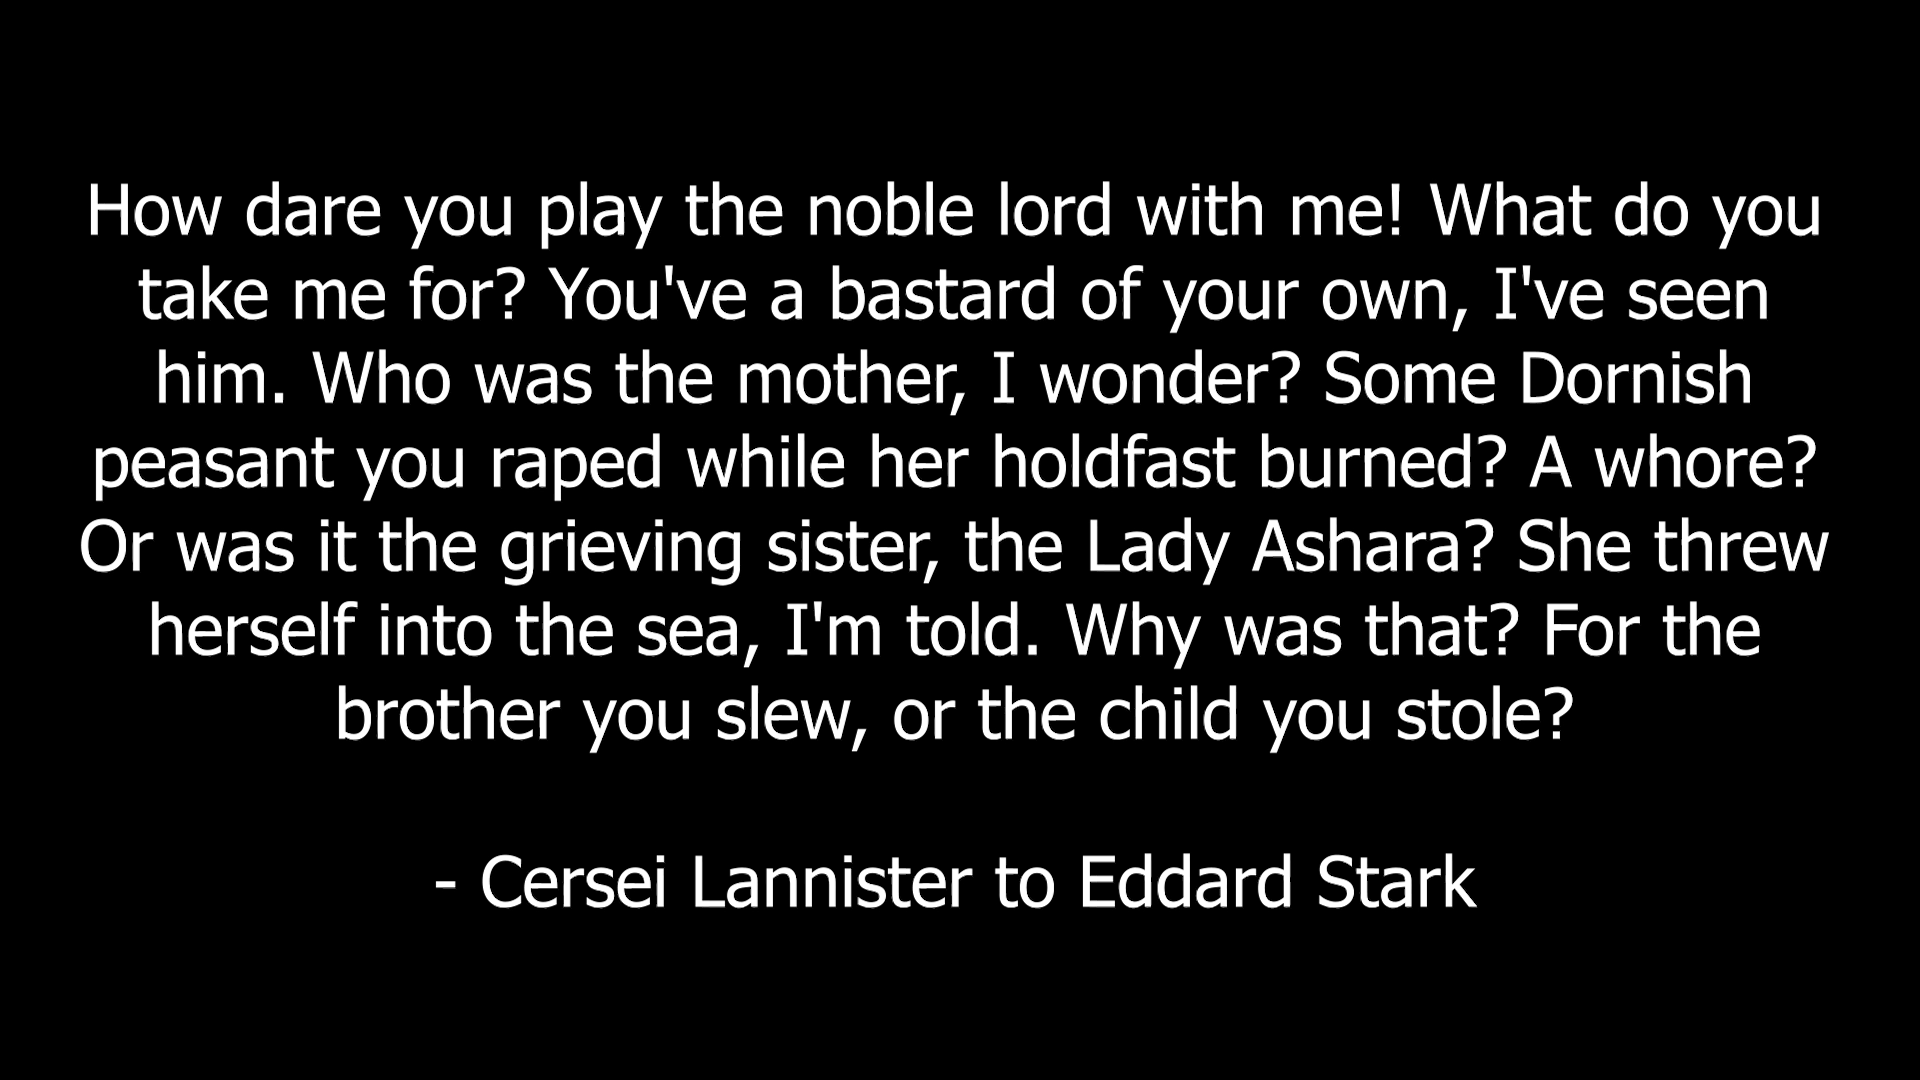 How dare you play the noble lord with me! What do you
take me for? You've a bastard of your own, I've seen
him. Who was the mother, I wonder? Some Dornish
peasant you raped while her holdfast burned? A whore?
Or was it the grieving sister, the Lady Ashara? She threw
herself into the sea, I'm told. Why was that? For the
brother you slew, or the child you stole?
- Cersei Lannister to Eddard Stark